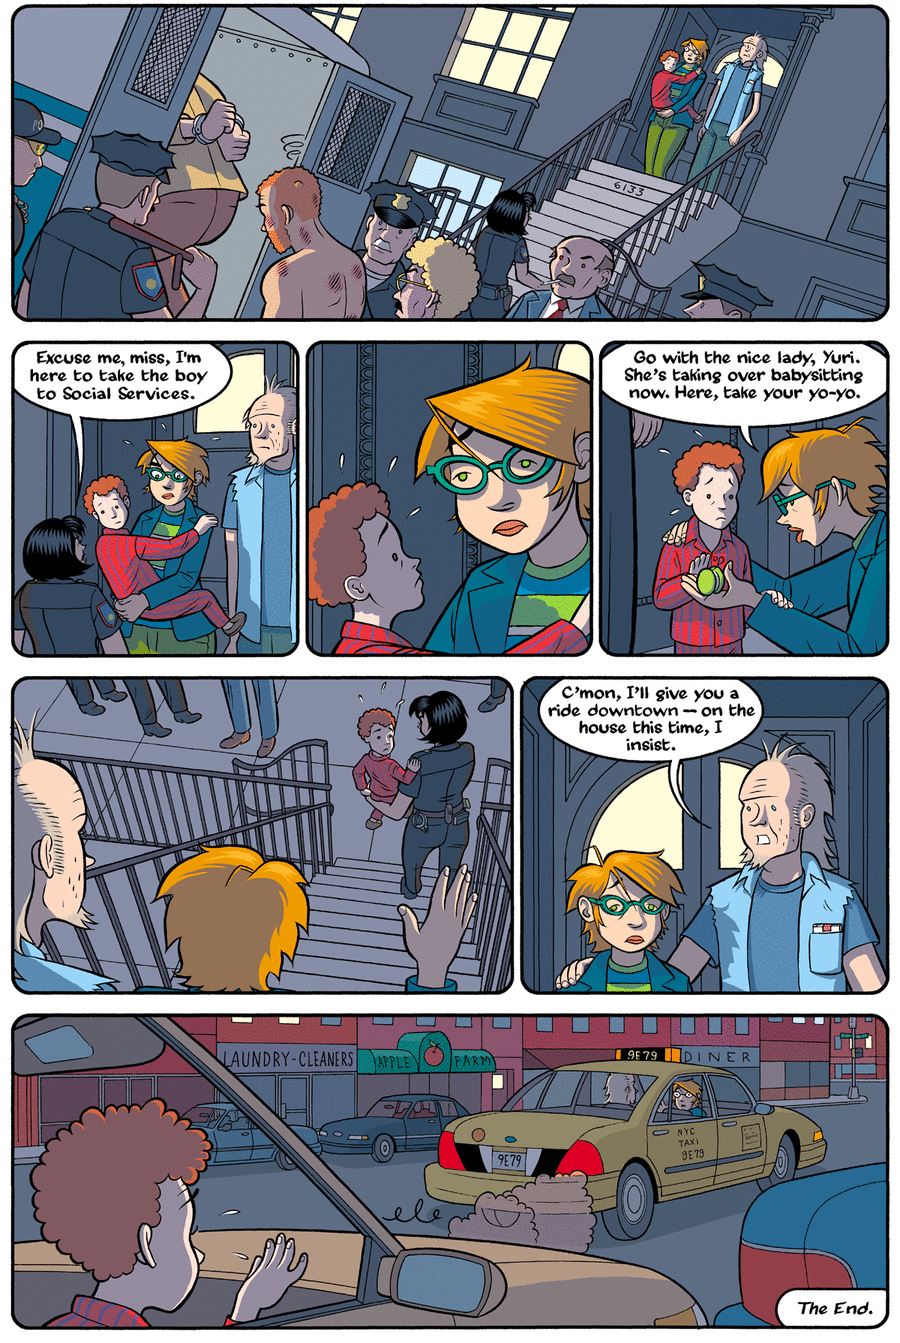 PO
6133
Excuse me, miss, I'm
here to take the boy
to Social Services.
Go with the nice lady, Yuri.
She's taking over babysitting
now. Here, take your yo-yo.
C'mon, I'll give you a
ride downtown — on the
house this time, I
insist.
LAUNDRY-CLEANERS
APPLE FARM
9E79
DINER
NYC
TAXI
9E79
9E79
The End.